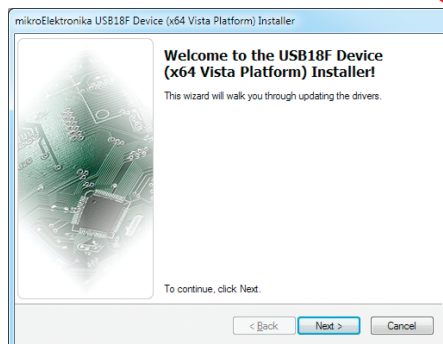 mikroElektronika USB18F Device (x64 Vista Platform) Installer
Welcome to the USB18F Device
(x64 Vista Platform) Installer!
This wizard will walk you through updating the drivers.
To continue, click Next.
< Back Next > Cancel